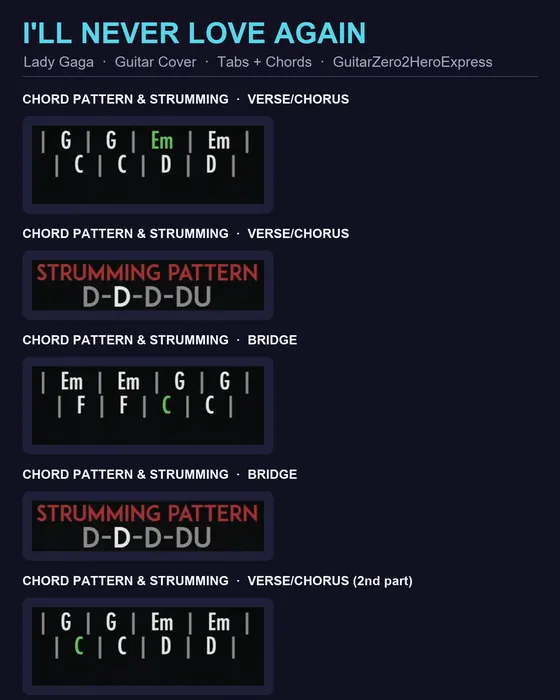 I'LL NEVER LOVE AGAIN
Lady Gaga · Guitar Cover · Tabs + Chords · GuitarZero2HeroExpress
CHORD PATTERN & STRUMMING · VERSE/CHORUS
| G | G | Em | Em |
| C | C | D | D |
CHORD PATTERN & STRUMMING · VERSE/CHORUS
STRUMMING PATTERN
D-D-D-DU
CHORD PATTERN & STRUMMING · BRIDGE
| Em | Em | G | G |
| F | F | C | C |
CHORD PATTERN & STRUMMING · BRIDGE
STRUMMING PATTERN
D-D-D-DU
CHORD PATTERN & STRUMMING · VERSE/CHORUS (2nd part)
| G | G | Em | Em |
| C | C | D | D |